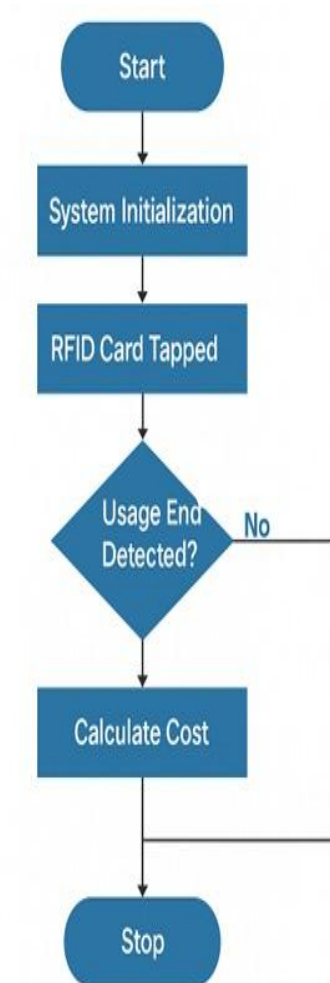 Start
System Initialization
RFID Card Tapped
Usage End
Detected?
No
Calculate Cost
Stop